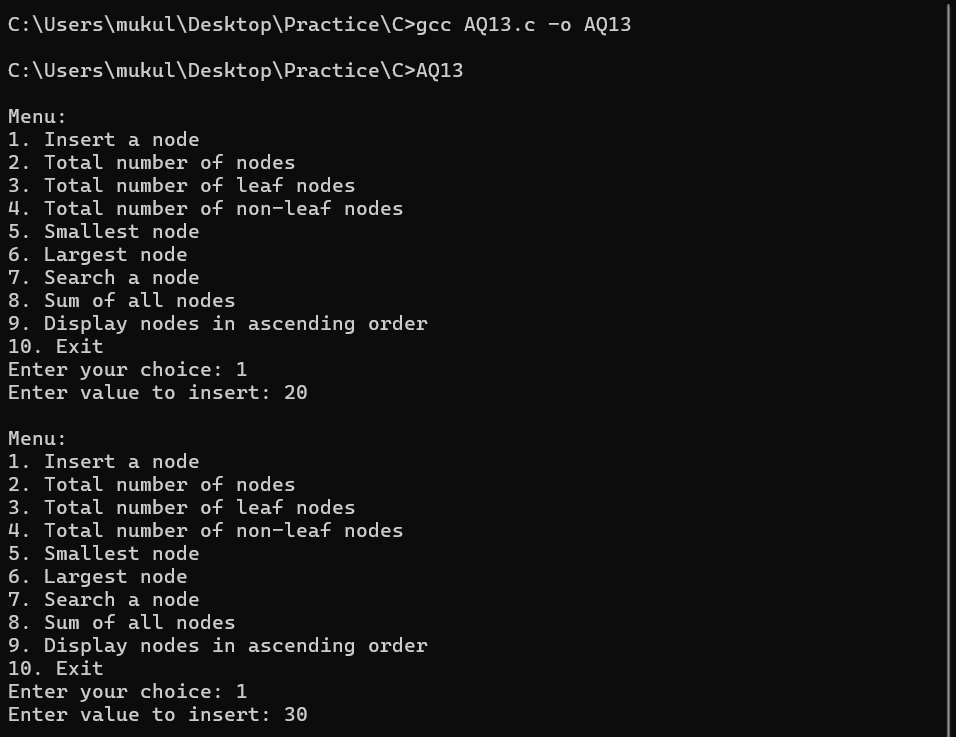 C:\Users\mukul\Desktop\Practice\C>gcc AQ13.c -o AQ13
C:\Users\mukul\Desktop\Practice\C>AQ13
Menu:
1. Insert a node
2. Total number of nodes
3. Total number of leaf nodes
4. Total number of non-leaf nodes
5. Smallest node
6. Largest node
7. Search a node
8. Sum of all nodes
9. Display nodes in ascending order
10. Exit
Enter your choice: 1
Enter value to insert: 20
Menu:
1. Insert a node
2. Total number of nodes
3. Total number of leaf nodes
4. Total number of non-leaf nodes
5. Smallest node
6. Largest node
7. Search a node
8. Sum of all nodes
9. Display nodes in ascending order
10. Exit
Enter your choice: 1
Enter value to insert: 30